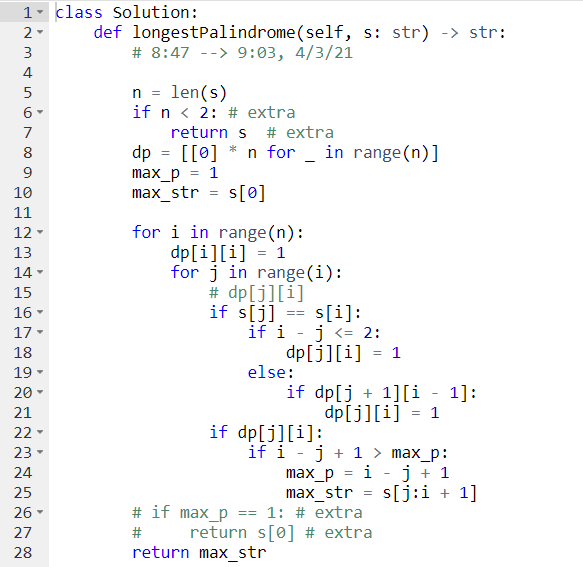 1 class Solution:
2     def longestPalindrome(self, s: str) -> str:
3         # 8:47 --> 9:03, 4/3/21
4
5         n = len(s)
6         if n < 2: # extra
7             return s  # extra
8         dp = [[0] * n for _ in range(n)]
9         max_p = 1
10         max_str = s[0]
11
12         for i in range(n):
13             dp[i][i] = 1
14             for j in range(i):
15                 # dp[j][i]
16                 if s[j] == s[i]:
17                     if i - j <= 2:
18                         dp[j][i] = 1
19                     else:
20                         if dp[j + 1][i - 1]:
21                             dp[j][i] = 1
22                 if dp[j][i]:
23                     if i - j + 1 > max_p:
24                         max_p = i - j + 1
25                         max_str = s[j:i + 1]
26         # if max_p == 1: # extra
27         #     return s[0] # extra
28         return max_str